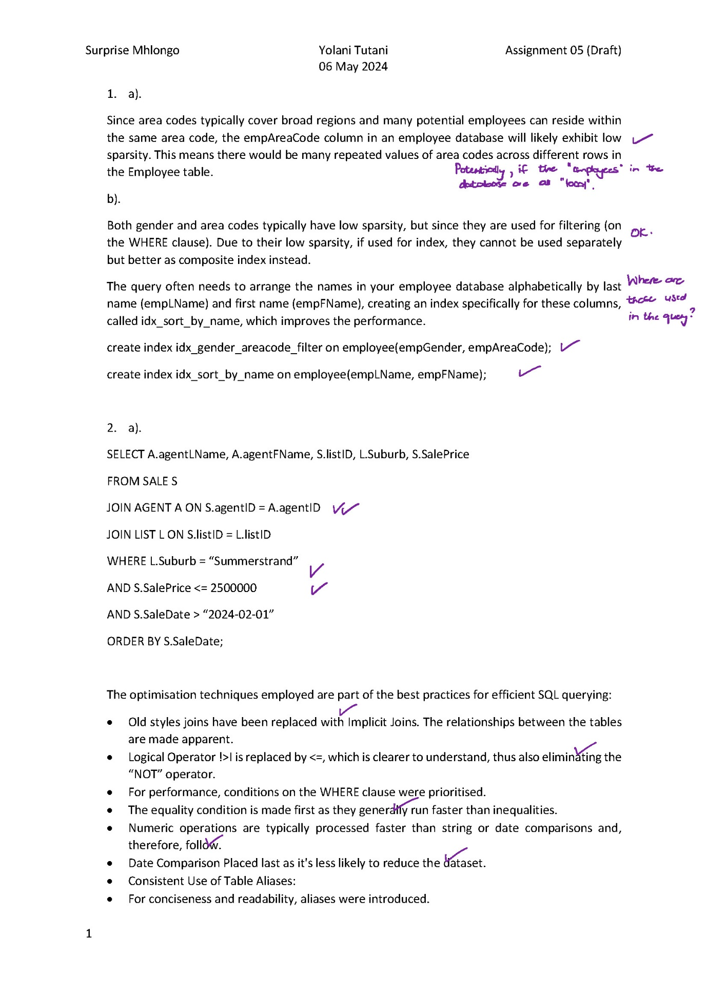 Surprise Mhlongo Yolani Tutani Assignment 05 (Draft)
06 May 2024
1. a).
Since area codes typically cover broad regions and many potential employees can reside within
the same area code, the empAreaCode column in an employee database will likely exhibit low
sparsity. This means there would be many repeated values of area codes across different rows in
the Employee table.
Potentially, if the "employees" in the
database are all "local".
b).
Both gender and area codes typically have low sparsity, but since they are used for filtering (on
the WHERE clause). Due to their low sparsity, if used for index, they cannot be used separately
but better as composite index instead.
OK.
The query often needs to arrange the names in your employee database alphabetically by last
name (empLName) and first name (empFName), creating an index specifically for these columns,
called idx_sort_by_name, which improves the performance.
Where are
these used
in the query?
create index idx_gender_areacode_filter on employee(empGender, empAreaCode);
create index idx_sort_by_name on employee(empLName, empFName);
2. a).
SELECT A.agentLName, A.agentFName, S.listID, L.Suburb, S.SalePrice
FROM SALE S
JOIN AGENT A ON S.agentID = A.agentID
JOIN LIST L ON S.listID = L.listID
WHERE L.Suburb = “Summerstrand”
AND S.SalePrice <= 2500000
AND S.SaleDate > “2024-02-01”
ORDER BY S.SaleDate;
The optimisation techniques employed are part of the best practices for efficient SQL querying:
• Old styles joins have been replaced with Implicit Joins. The relationships between the tables
are made apparent.
• Logical Operator !>I is replaced by <=, which is clearer to understand, thus also eliminating the
“NOT” operator.
• For performance, conditions on the WHERE clause were prioritised.
• The equality condition is made first as they generally run faster than inequalities.
• Numeric operations are typically processed faster than string or date comparisons and,
therefore, follow.
• Date Comparison Placed last as it's less likely to reduce the dataset.
• Consistent Use of Table Aliases:
• For conciseness and readability, aliases were introduced.
1